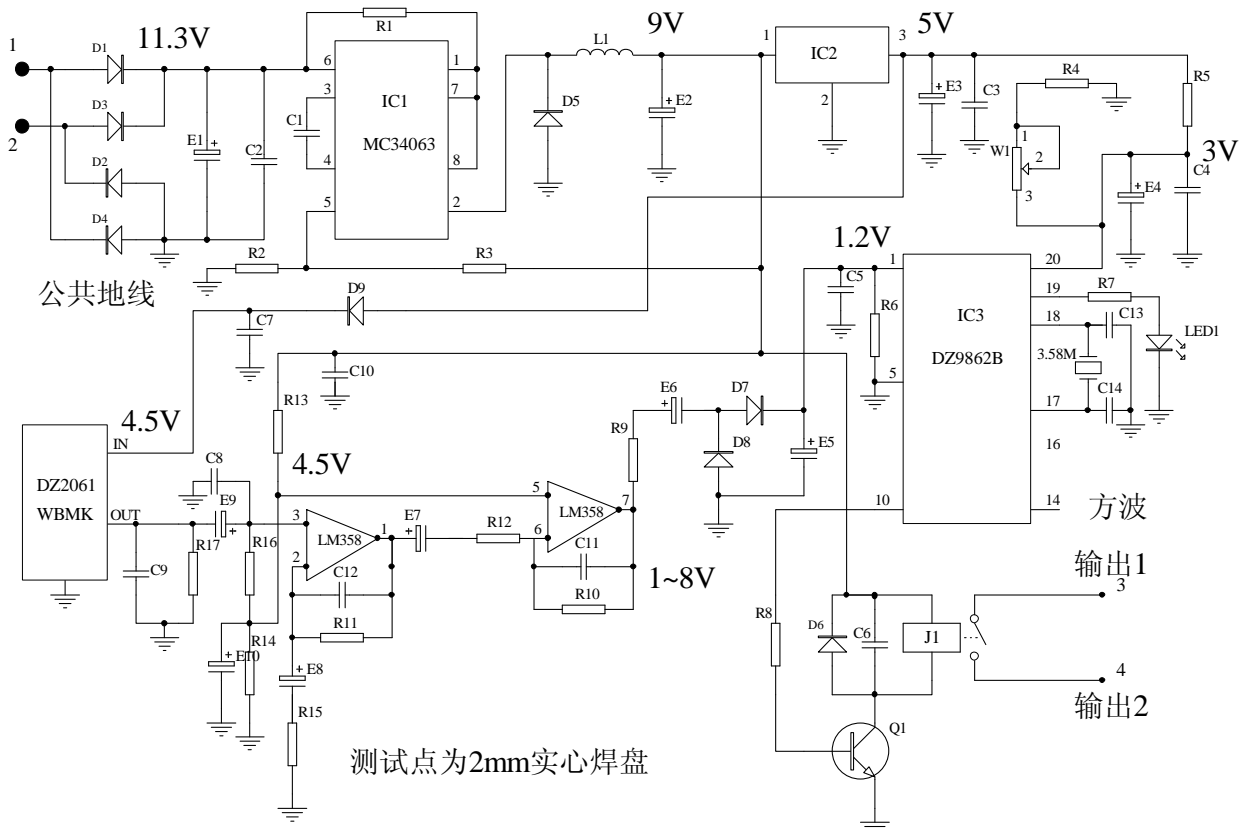 R1
9V
5V
11.3V
1
D1
L1
1
3
IC2
R4
6
1
R5
3
IC1
7
D5
E2
2
E3
C3
D3
2
C1
MC34063
E1
C2
1
W1
2
3V
D2
4
8
3
E4
C4
5
2
D4
1.2V
R2
R3
1
20
公共地线
D9
C5
19
R7
C7
R6
IC3
18
C13
LED1
DZ9862B
3.58M
C10
5
E6
D7
17
C14
R13
4.5V
IN
R9
D8
E5
16
DZ2061
WBMK
C8
4.5V
5
7
10
14
方波
OUT
E9
3
LM358
1
E7
R12
6
LM358
R17
R16
2
C12
C11
输出1
C9
1~8V
3
R10
R11
R8
D6
C6
J1
R14
E10
E8
4
输出2
R15
Q1
测试点为2mm实心焊盘